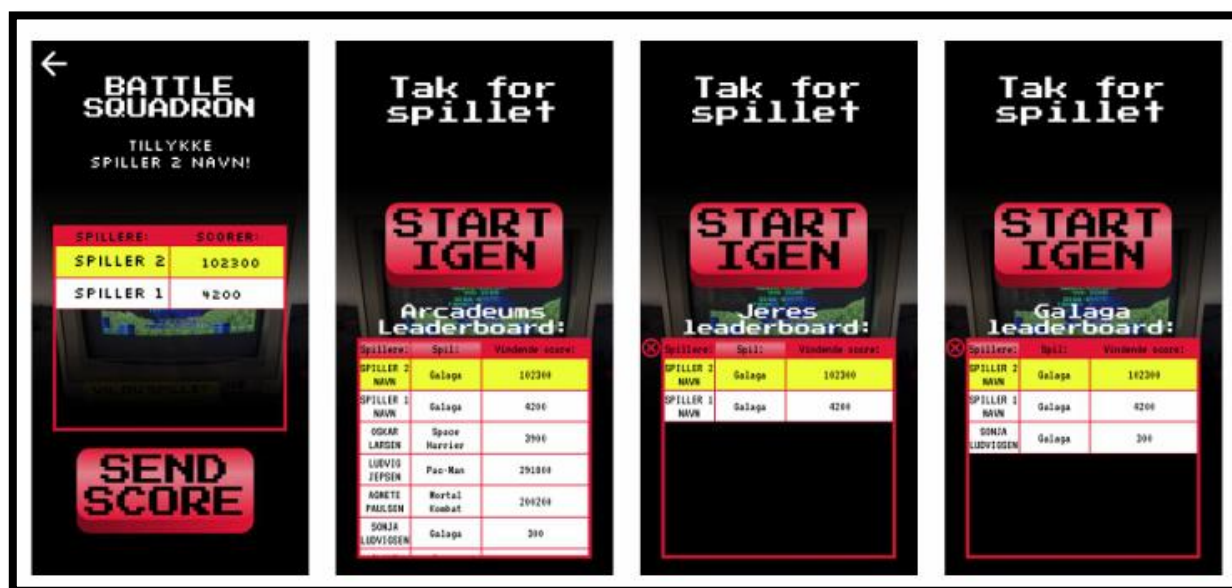 BATTLE
SQUADRON
TILLYKKE
SPILLER 2 NAVN!
SPILLERE: SCORER:
SPILLER 2 102300
SPILLER 1 4200
SEND
SCORE
Tak for
spillet
START
IGEN
Arcadeums
Leaderboard:
Spillere: Spil: Vindende score:
SPILLER 2
NAVN
Galaga
102300
SPILLER 1
NAVN
Galaga
4200
OSKAR
LARSEN
Space
Harrier
3900
LUDVIG
JEPSEN
Pac-Man
291800
AGNETE
PAULSEN
Mortal
Kombat
200200
SONJA
LUDVIGSEN
Galaga
300
Tak for
spillet
START
IGEN
Jeres
leaderboard:
Spillere: Spil: Vindende score:
SPILLER 2
NAVN
Galaga
102300
SPILLER 1
NAVN
Galaga
4200
Tak for
spillet
START
IGEN
Galaga
leaderboard:
Spillere: Spil: Vindende score:
SPILLER 2
NAVN
Galaga
102300
SPILLER 1
NAVN
Galaga
4200
SONJA
LUDVIGSEN
Galaga
300